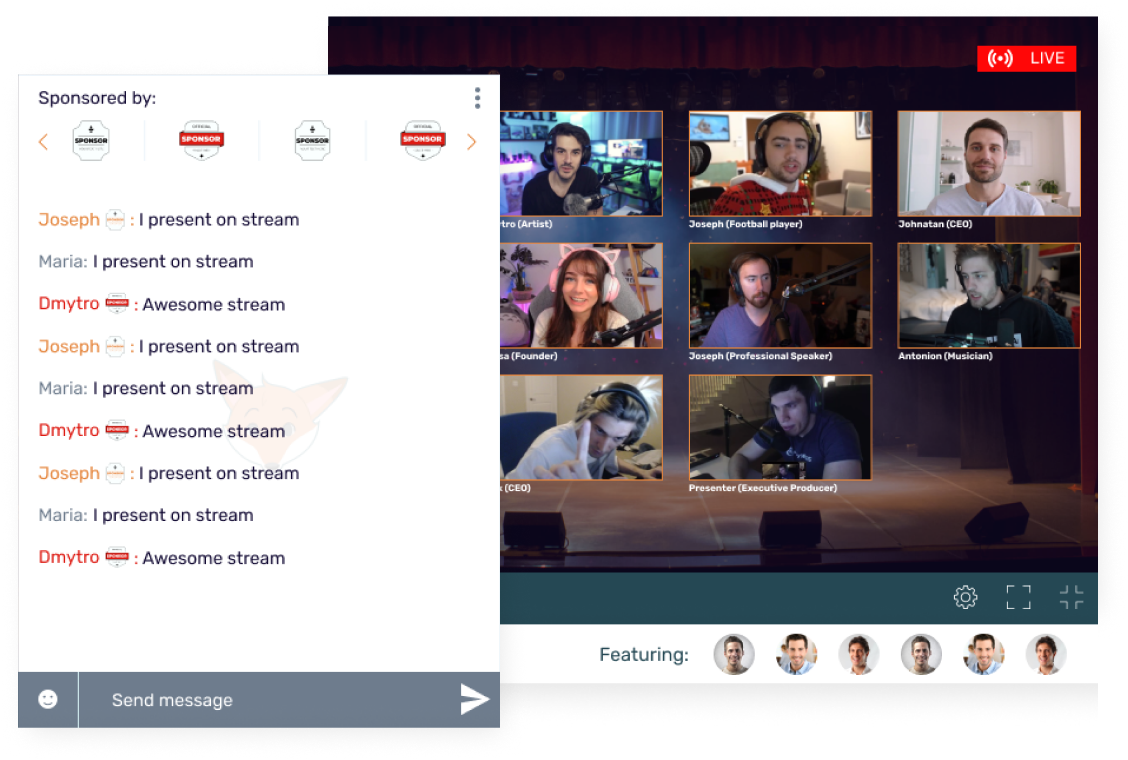 LIVE
Sponsored by:
SPONSOR
OFFICIAL
SPONSOR
SPONSOR
OFFICIAL
SPONSOR
Joseph : I present on stream
Maria: I present on stream
Dmytro SPONSOR : Awesome stream
Joseph : I present on stream
Maria: I present on stream
Dmytro SPONSOR : Awesome stream
Joseph : I present on stream
Maria: I present on stream
Dmytro SPONSOR : Awesome stream
Send message
tro (Artist)
Joseph (Football player)
Johnatan (CEO)
sa (Founder)
Joseph (Professional Speaker)
Antonion (Musician)
(CEO)
Presenter (Executive Producer)
Featuring: